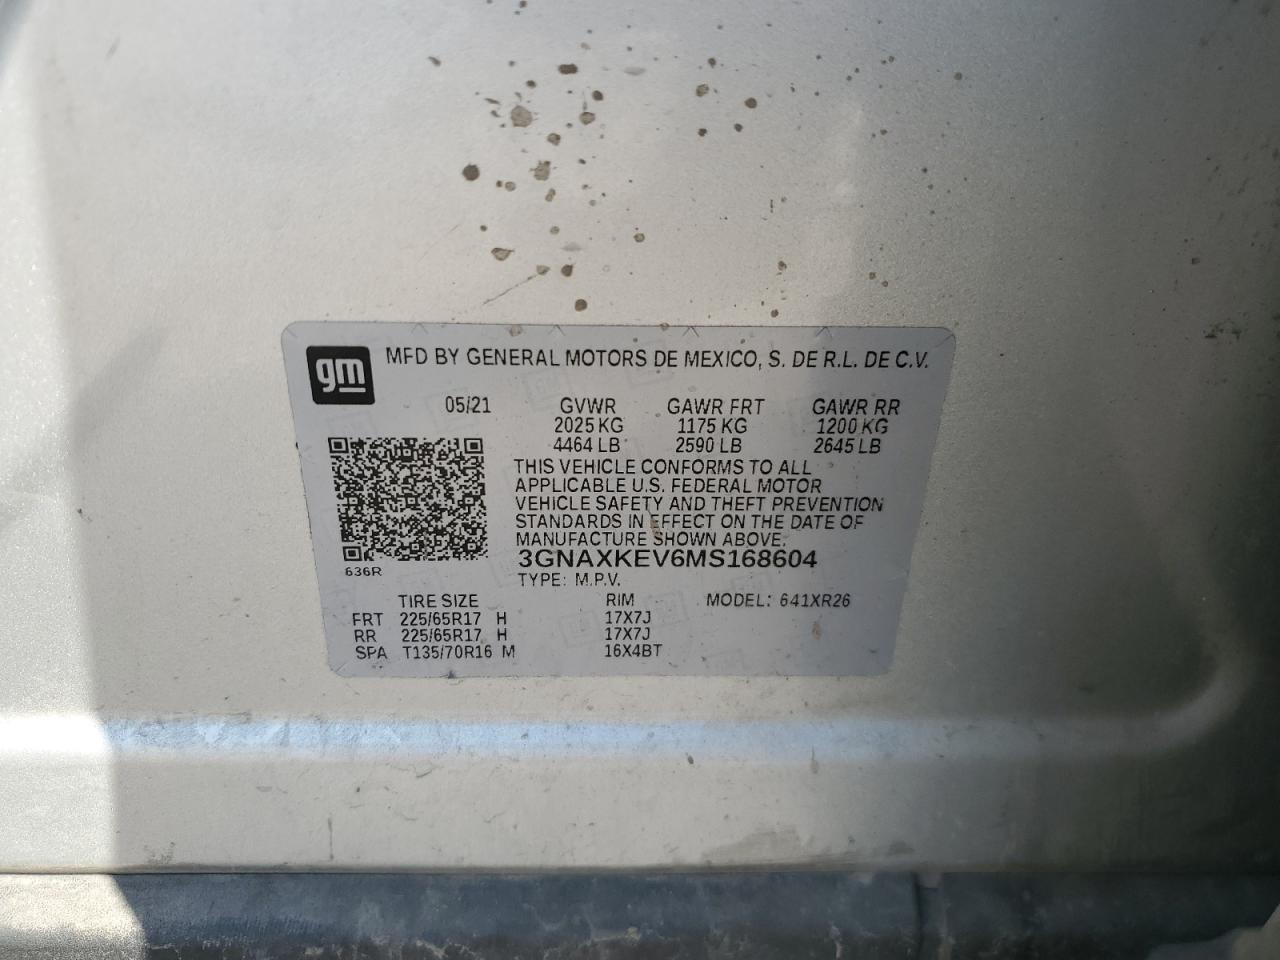 gm
MFD BY GENERAL MOTORS DE MEXICO, S. DE R.L. DE C.V.
05/21 GVWR GAWR FRT GAWR RR
2025 KG 1175 KG 1200 KG
4464 LB 2590 LB 2645 LB
THIS VEHICLE CONFORMS TO ALL
APPLICABLE U.S. FEDERAL MOTOR
VEHICLE SAFETY AND THEFT PREVENTION
STANDARDS IN EFFECT ON THE DATE OF
MANUFACTURE SHOWN ABOVE.
3GNAXKEV6MS168604
636R
TYPE: M.P.V.
TIRE SIZE RIM MODEL: 641XR26
FRT 225/65R17 H 17X7J
RR 225/65R17 H 17X7J
SPA T135/70R16 M 16X4BT